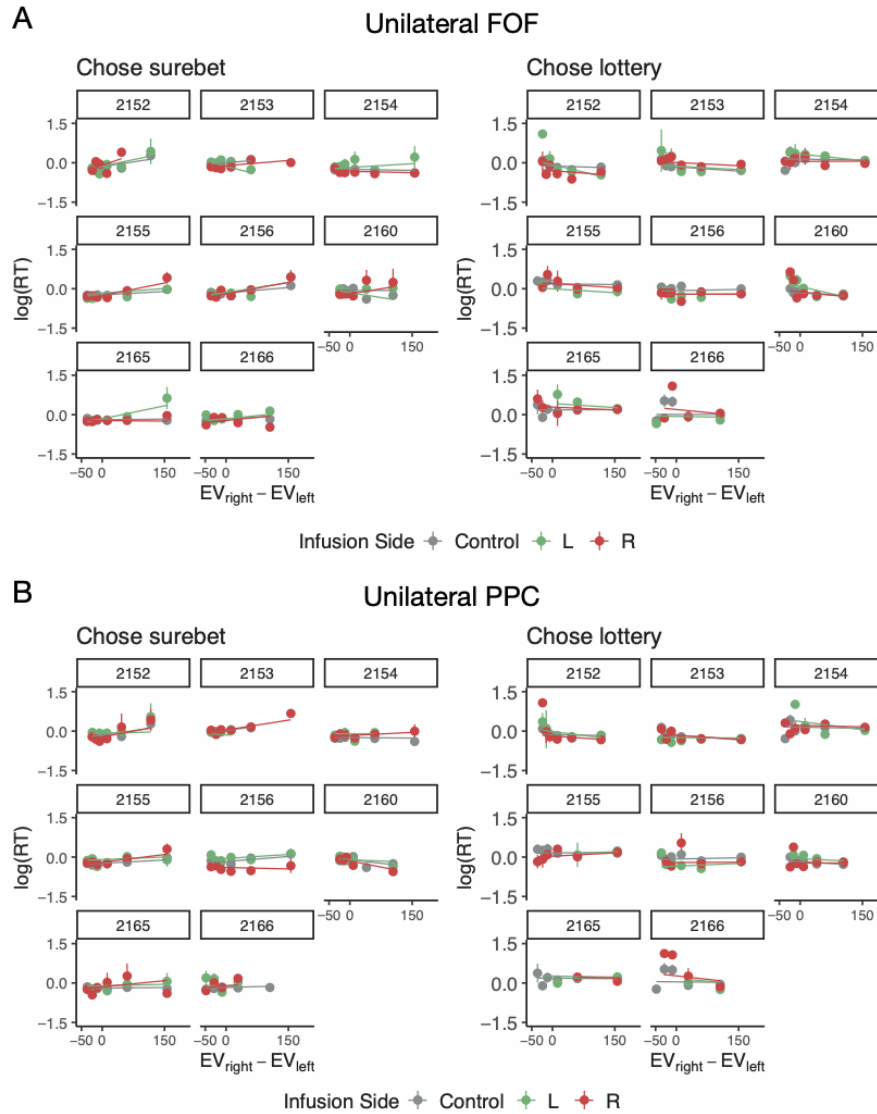 A
Unilateral FOF
Chose surebet
Chose lottery
2152 2153 2154
2152 2153 2154
1.5
0.0
−1.5
1.5
0.0
−1.5
2155 2156 2160
2155 2156 2160
log(RT)
1.5
0.0
−1.5
log(RT)
1.5
0.0
−1.5
−50 0 150
−50 0 150
2165 2166
2165 2166
1.5
0.0
−1.5
1.5
0.0
−1.5
−50 0 150 −50 0 150
−50 0 150 −50 0 150
EVright − EVleft
EVright − EVleft
Infusion Side Control L R
B
Unilateral PPC
Chose surebet
Chose lottery
2152 2153 2154
2152 2153 2154
1.5
0.0
−1.5
1.5
0.0
−1.5
2155 2156 2160
2155 2156 2160
log(RT)
1.5
0.0
−1.5
log(RT)
1.5
0.0
−1.5
−50 0 150
−50 0 150
2165 2166
2165 2166
1.5
0.0
−1.5
1.5
0.0
−1.5
−50 0 150 −50 0 150
−50 0 150 −50 0 150
EVright − EVleft
EVright − EVleft
Infusion Side Control L R